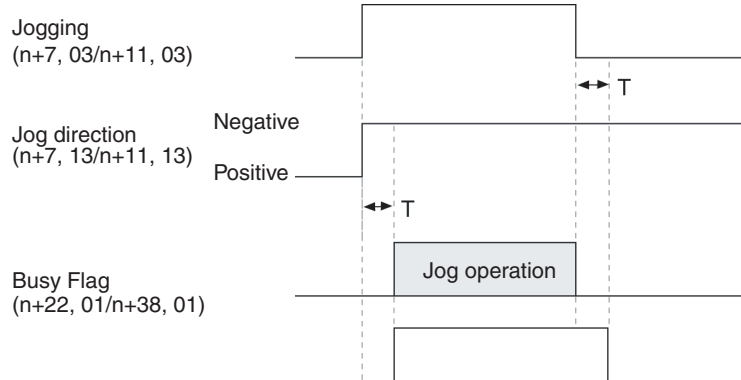 Jogging
(n+7, 03/n+11, 03)
T
Jog direction
(n+7, 13/n+11, 13)
Negative
Positive
T
Jog operation
Busy Flag
(n+22, 01/n+38, 01)